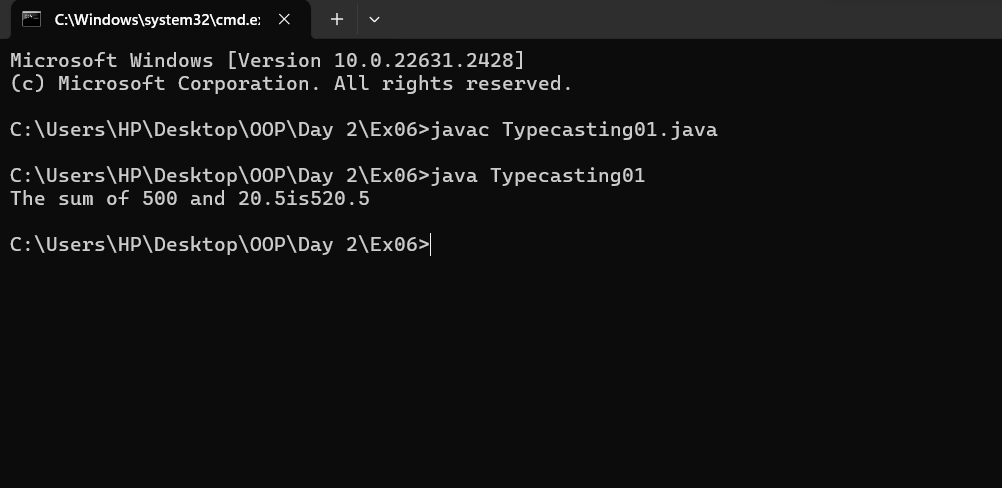 C:\Windows\system32\cmd.e
Microsoft Windows [Version 10.0.22631.2428]
(c) Microsoft Corporation. All rights reserved.
C:\Users\HP\Desktop\OOP\Day 2\Ex06>javac Typecasting01.java
C:\Users\HP\Desktop\OOP\Day 2\Ex06>java Typecasting01
The sum of 500 and 20.5is520.5
C:\Users\HP\Desktop\OOP\Day 2\Ex06>